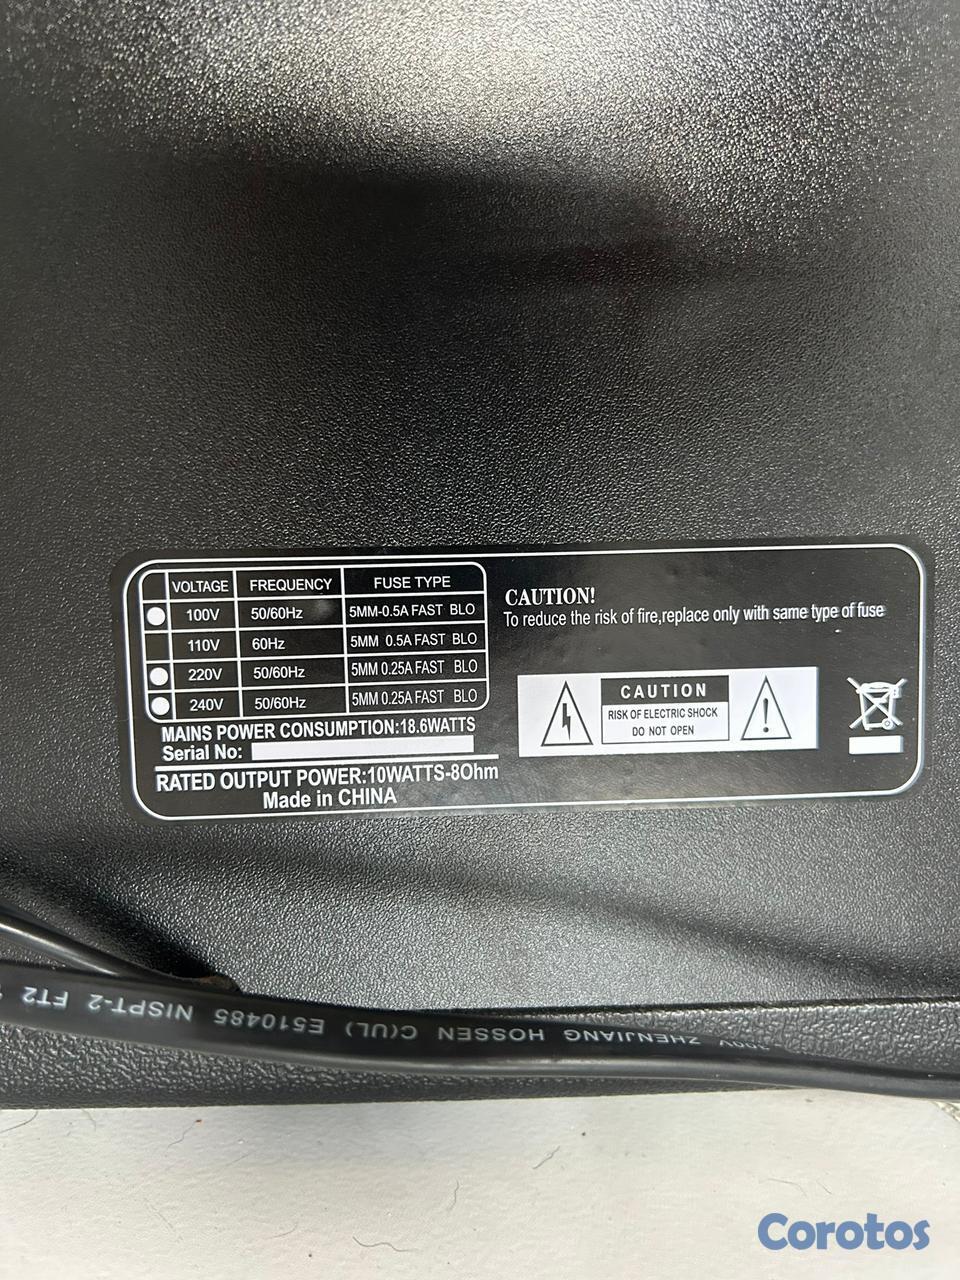 VOLTAGE FREQUENCY FUSE TYPE
100V 50/60Hz 5MM-0.5A FAST BLO
110V 60Hz 5MM 0.5A FAST BLO
220V 50/60Hz 5MM 0.25A FAST BLO
240V 50/60Hz 5MM 0.25A FAST BLO
MAINS POWER CONSUMPTION:18.6WATTS
Serial No:
RATED OUTPUT POWER:10WATTS-8Ohm
Made in CHINA
CAUTION!
To reduce the risk of fire,replace only with same type of fuse
CAUTION
RISK OF ELECTRIC SHOCK
DO NOT OPEN
ZHENJIANG HOSSEN C(UL) E510485 NISPT-2 FT2
Corotos